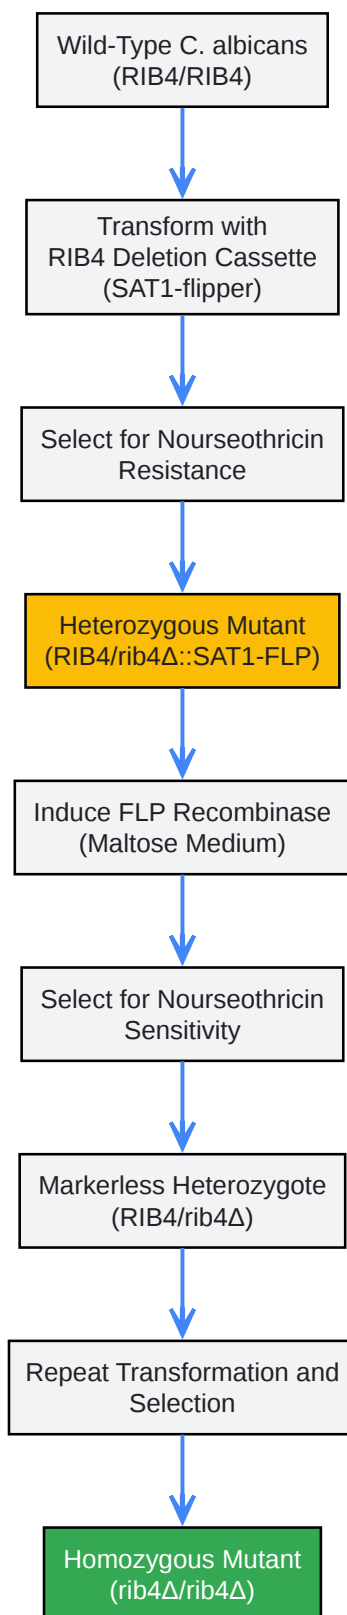 Wild-Type C. albicans
(RIB4/RIB4)
Transform with
RIB4 Deletion Cassette
(SAT1-flipper)
Select for Nourseothricin
Resistance
Heterozygous Mutant
(RIB4/rib4Δ::SAT1-FLP)
Induce FLP Recombinase
(Maltose Medium)
Select for Nourseothricin
Sensitivity
Markerless Heterozygote
(RIB4/rib4Δ)
Repeat Transformation and
Selection
Homozygous Mutant
(rib4Δ/rib4Δ)